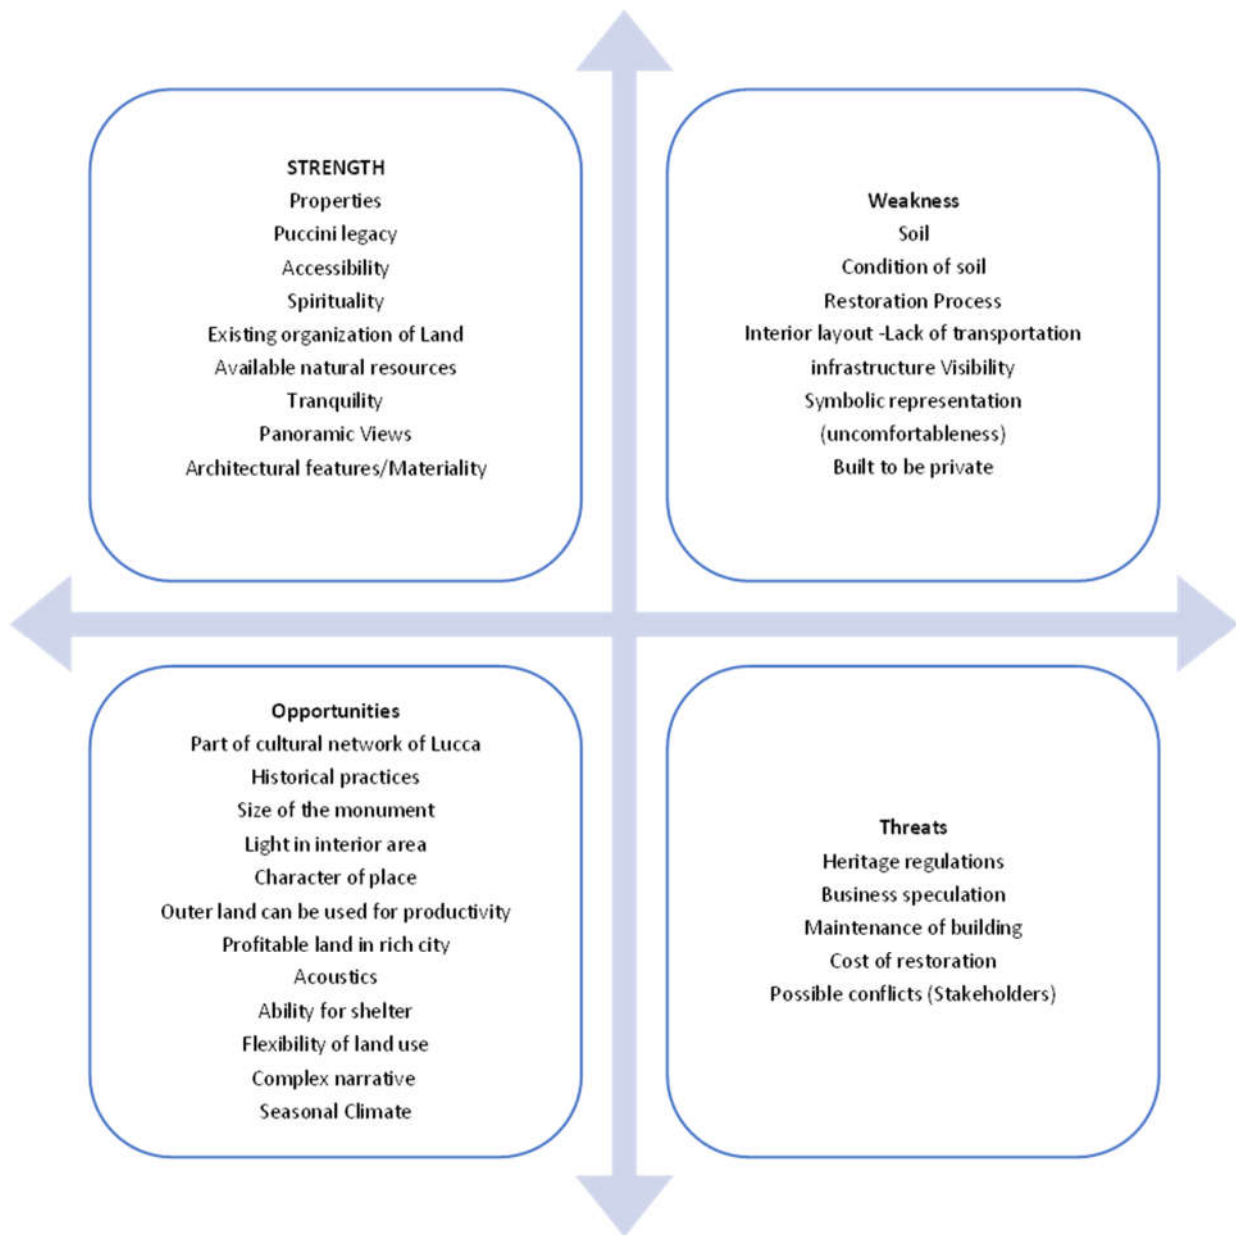 STRENGTH
Properties
Puccini legacy
Accessibility
Spirituality
Existing organization of Land
Available natural resources
Tranquility
Panoramic Views
Architectural features/Materiality
Weakness
Soil
Condition of soil
Restoration Process
Interior layout -Lack of transportation
infrastructure Visibility
Symbolic representation
(uncomfortableness)
Built to be private
Opportunities
Part of cultural network of Lucca
Historical practices
Size of the monument
Light in interior area
Character of place
Outer land can be used for productivity
Profitable land in rich city
Acoustics
Ability for shelter
Flexibility of land use
Complex narrative
Seasonal Climate
Threats
Heritage regulations
Business speculation
Maintenance of building
Cost of restoration
Possible conflicts (Stakeholders)